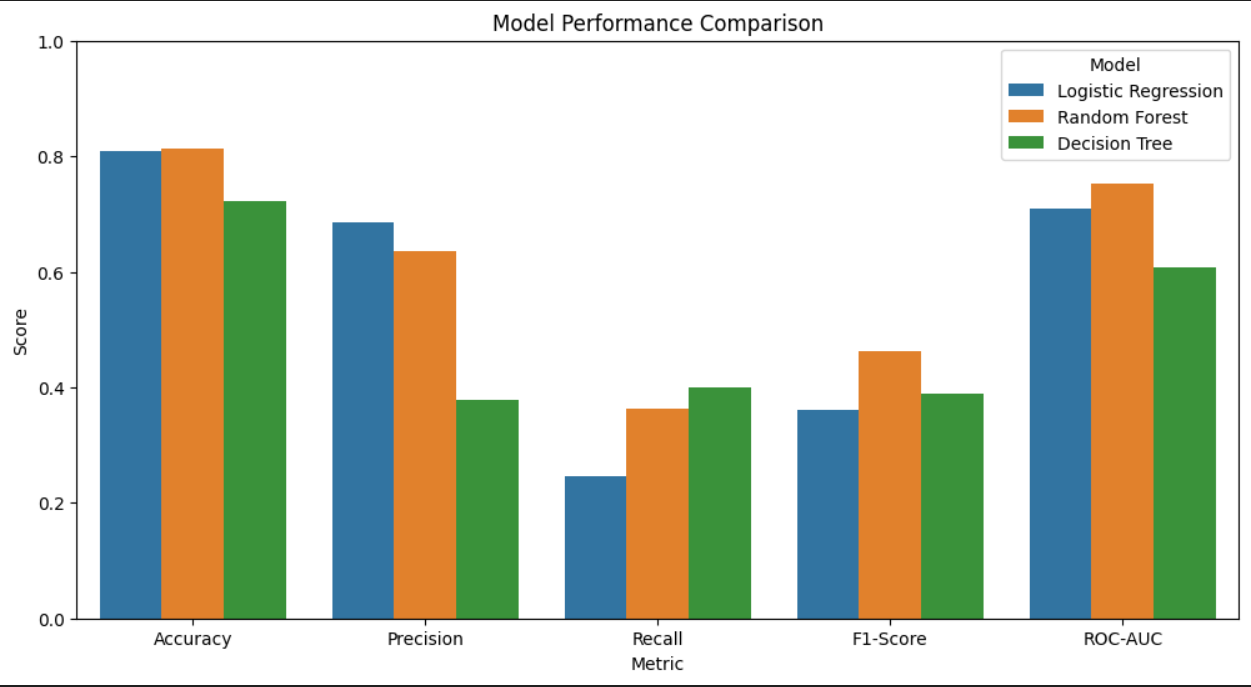 Model Performance Comparison
1.0
0.8
0.6
0.4
0.2
0.0
Score
Model
Logistic Regression
Random Forest
Decision Tree
Accuracy
Precision
Recall
F1-Score
ROC-AUC
Metric